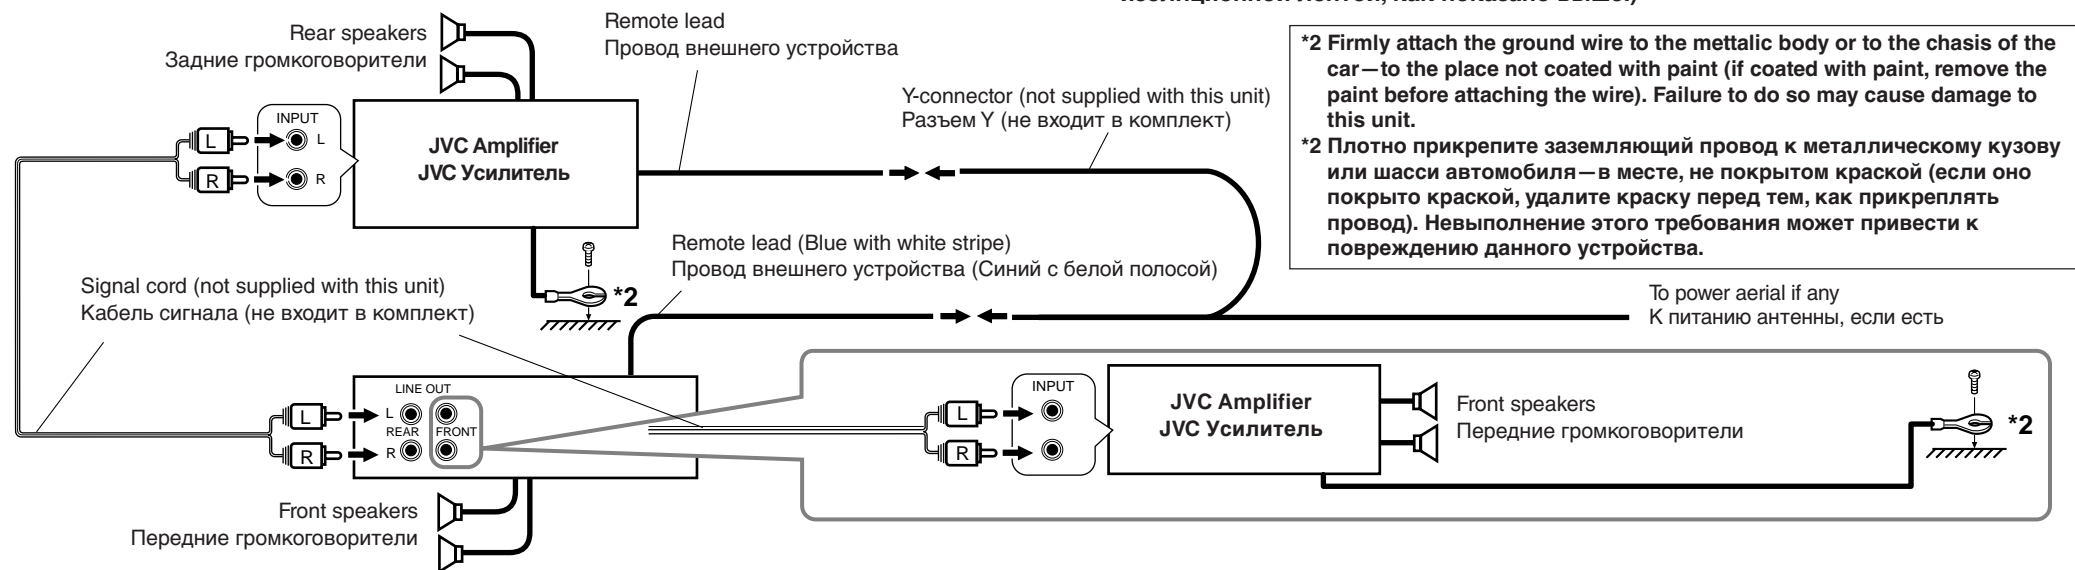 Rear speakers
Задние громкоговорители
Remote lead
Провод внешнего устройства
INPUT
L
L
R
R
JVC Amplifier
JVC Усилитель
Y-connector (not supplied with this unit)
Разъем Y (не входит в комплект)
*2 Firmly attach the ground wire to the mettalic body or to the chasis of the
car—to the place not coated with paint (if coated with paint, remove the
paint before attaching the wire). Failure to do so may cause damage to
this unit.
*2 Плотно прикрепите заземляющий провод к металлическому кузову
или шасси автомобиля—в месте, не покрытом краской (если оно
покрыто краской, удалите краску перед тем, как прикреплять
провод). Невыполнение этого требования может привести к
повреждению данного устройства.
Remote lead (Blue with white stripe)
Провод внешнего устройства (Синий с белой полосой)
*2
Signal cord (not supplied with this unit)
Кабель сигнала (не входит в комплект)
To power aerial if any
К питанию антенны, если есть
LINE OUT
L
L
REAR
FRONT
R
R
INPUT
L
R
JVC Amplifier
JVC Усилитель
Front speakers
Передние громкоговорители
*2
Front speakers
Передние громкоговорители